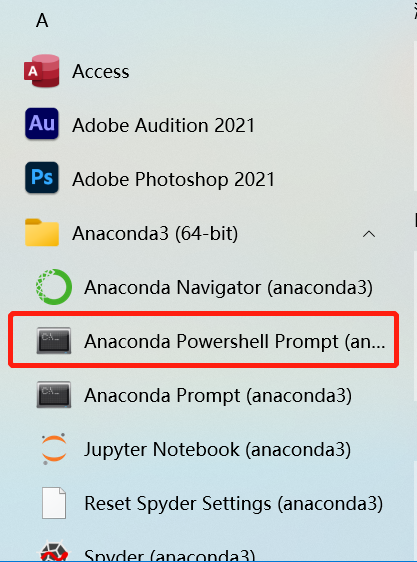 A
Access
Au
Adobe Audition 2021
Ps
Adobe Photoshop 2021
Anaconda3 (64-bit)
Anaconda Navigator (anaconda3)
Anaconda Powershell Prompt (an...
Anaconda Prompt (anaconda3)
Jupyter Notebook (anaconda3)
Reset Spyder Settings (anaconda3)
Spyder (anaconda3)